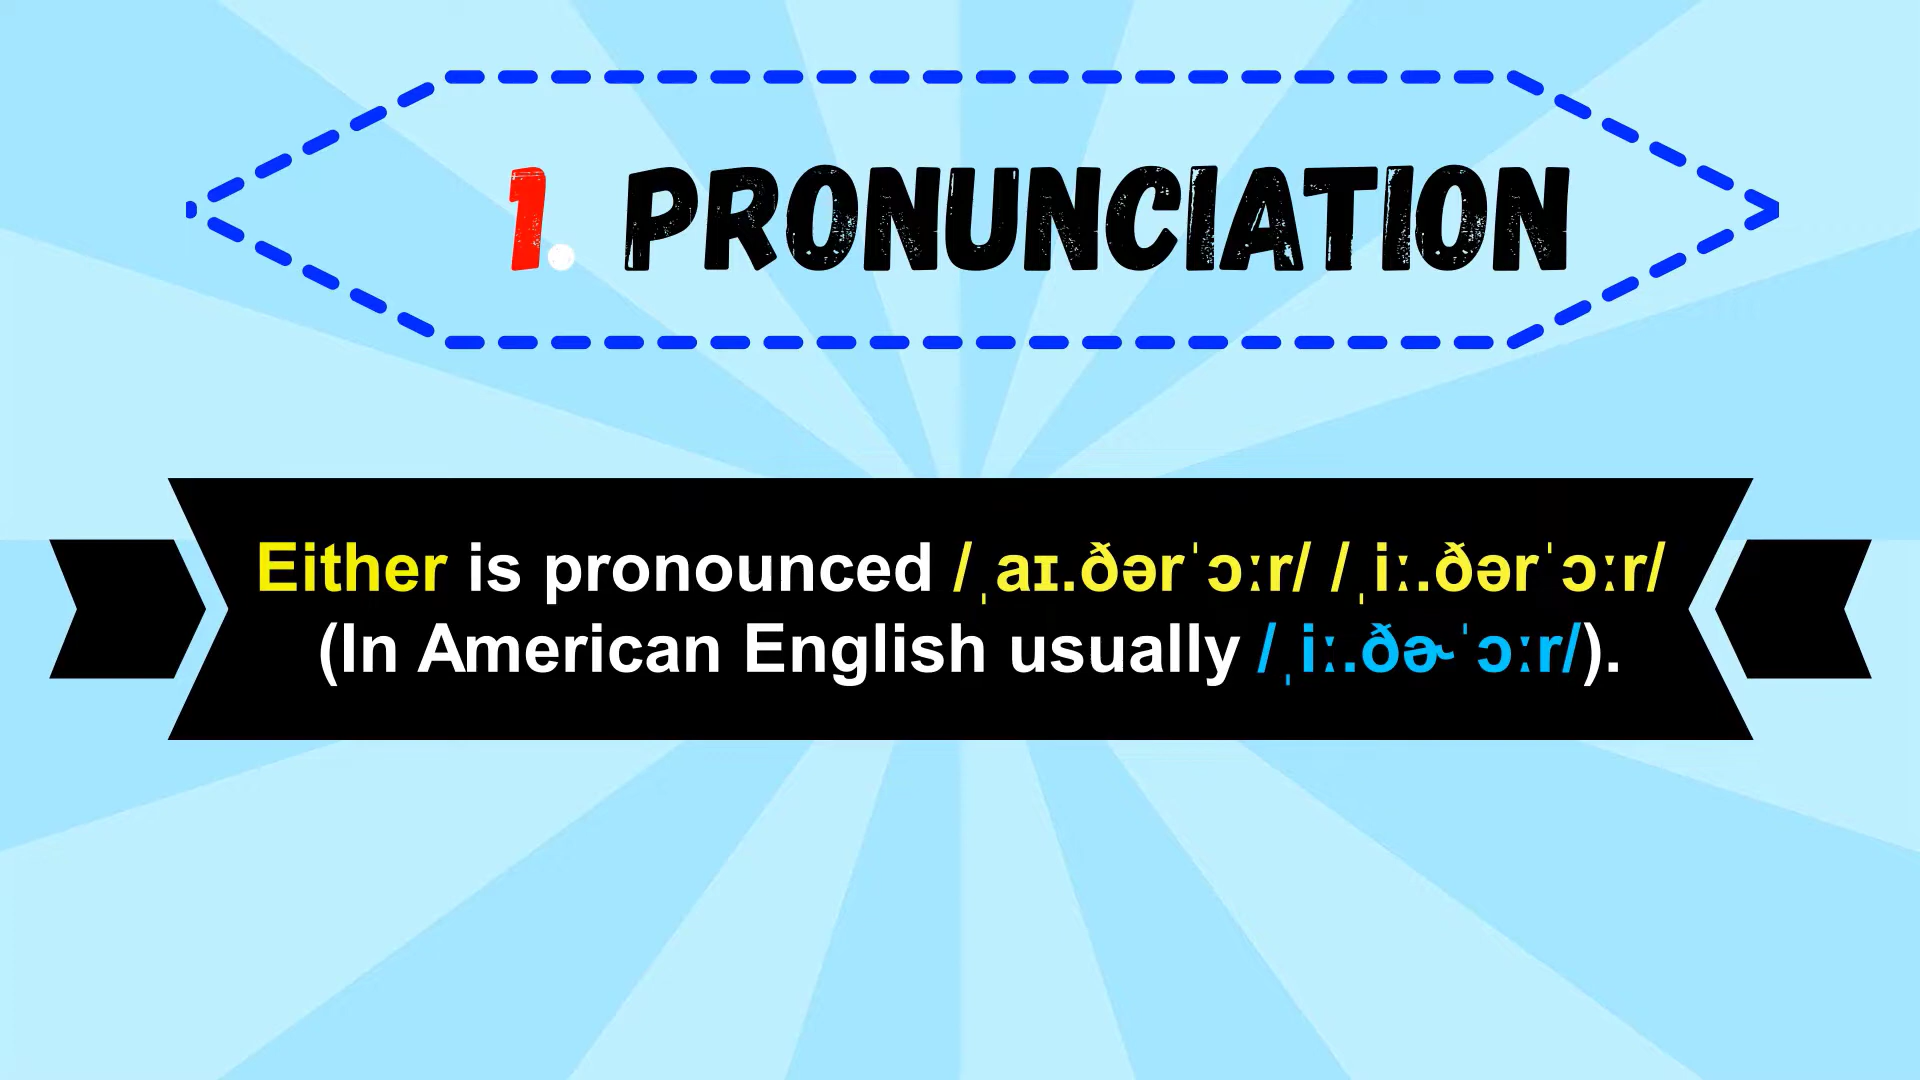 1. PRONUNCIATION
Either is pronounced /ˌaɪ.ðərˈɔːr/ /ˌiː.ðərˈɔːr/
(In American English usually /ˌiː.ðɚˈɔːr/).